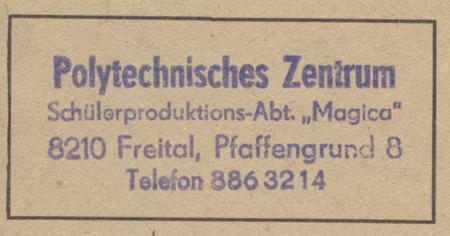 Polytechnisches Zentrum
Schülerproduktions-Abt. „Magica“
8210 Freital, Pfaffengrund 8
Telefon 886 32 14